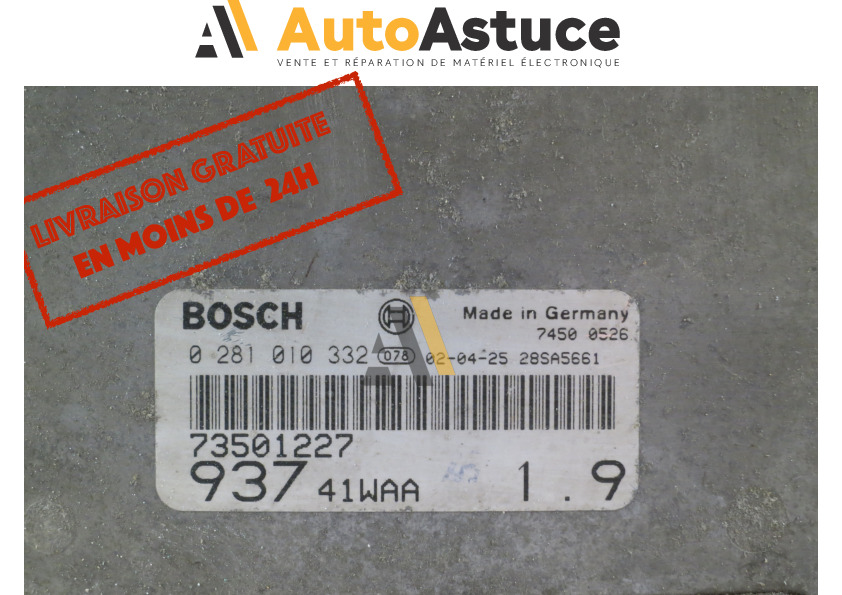 AutoAstuce
VENTE ET RÉPARATION DE MATÉRIEL ÉLECTRONIQUE
LIVRAISON GRATUITE
EN MOINS DE 24H
BOSCH
Made in Germany
7450 0526
0 281 010 332 078 02-04-25 28SA5661
73501227
937 41WAA 1.9